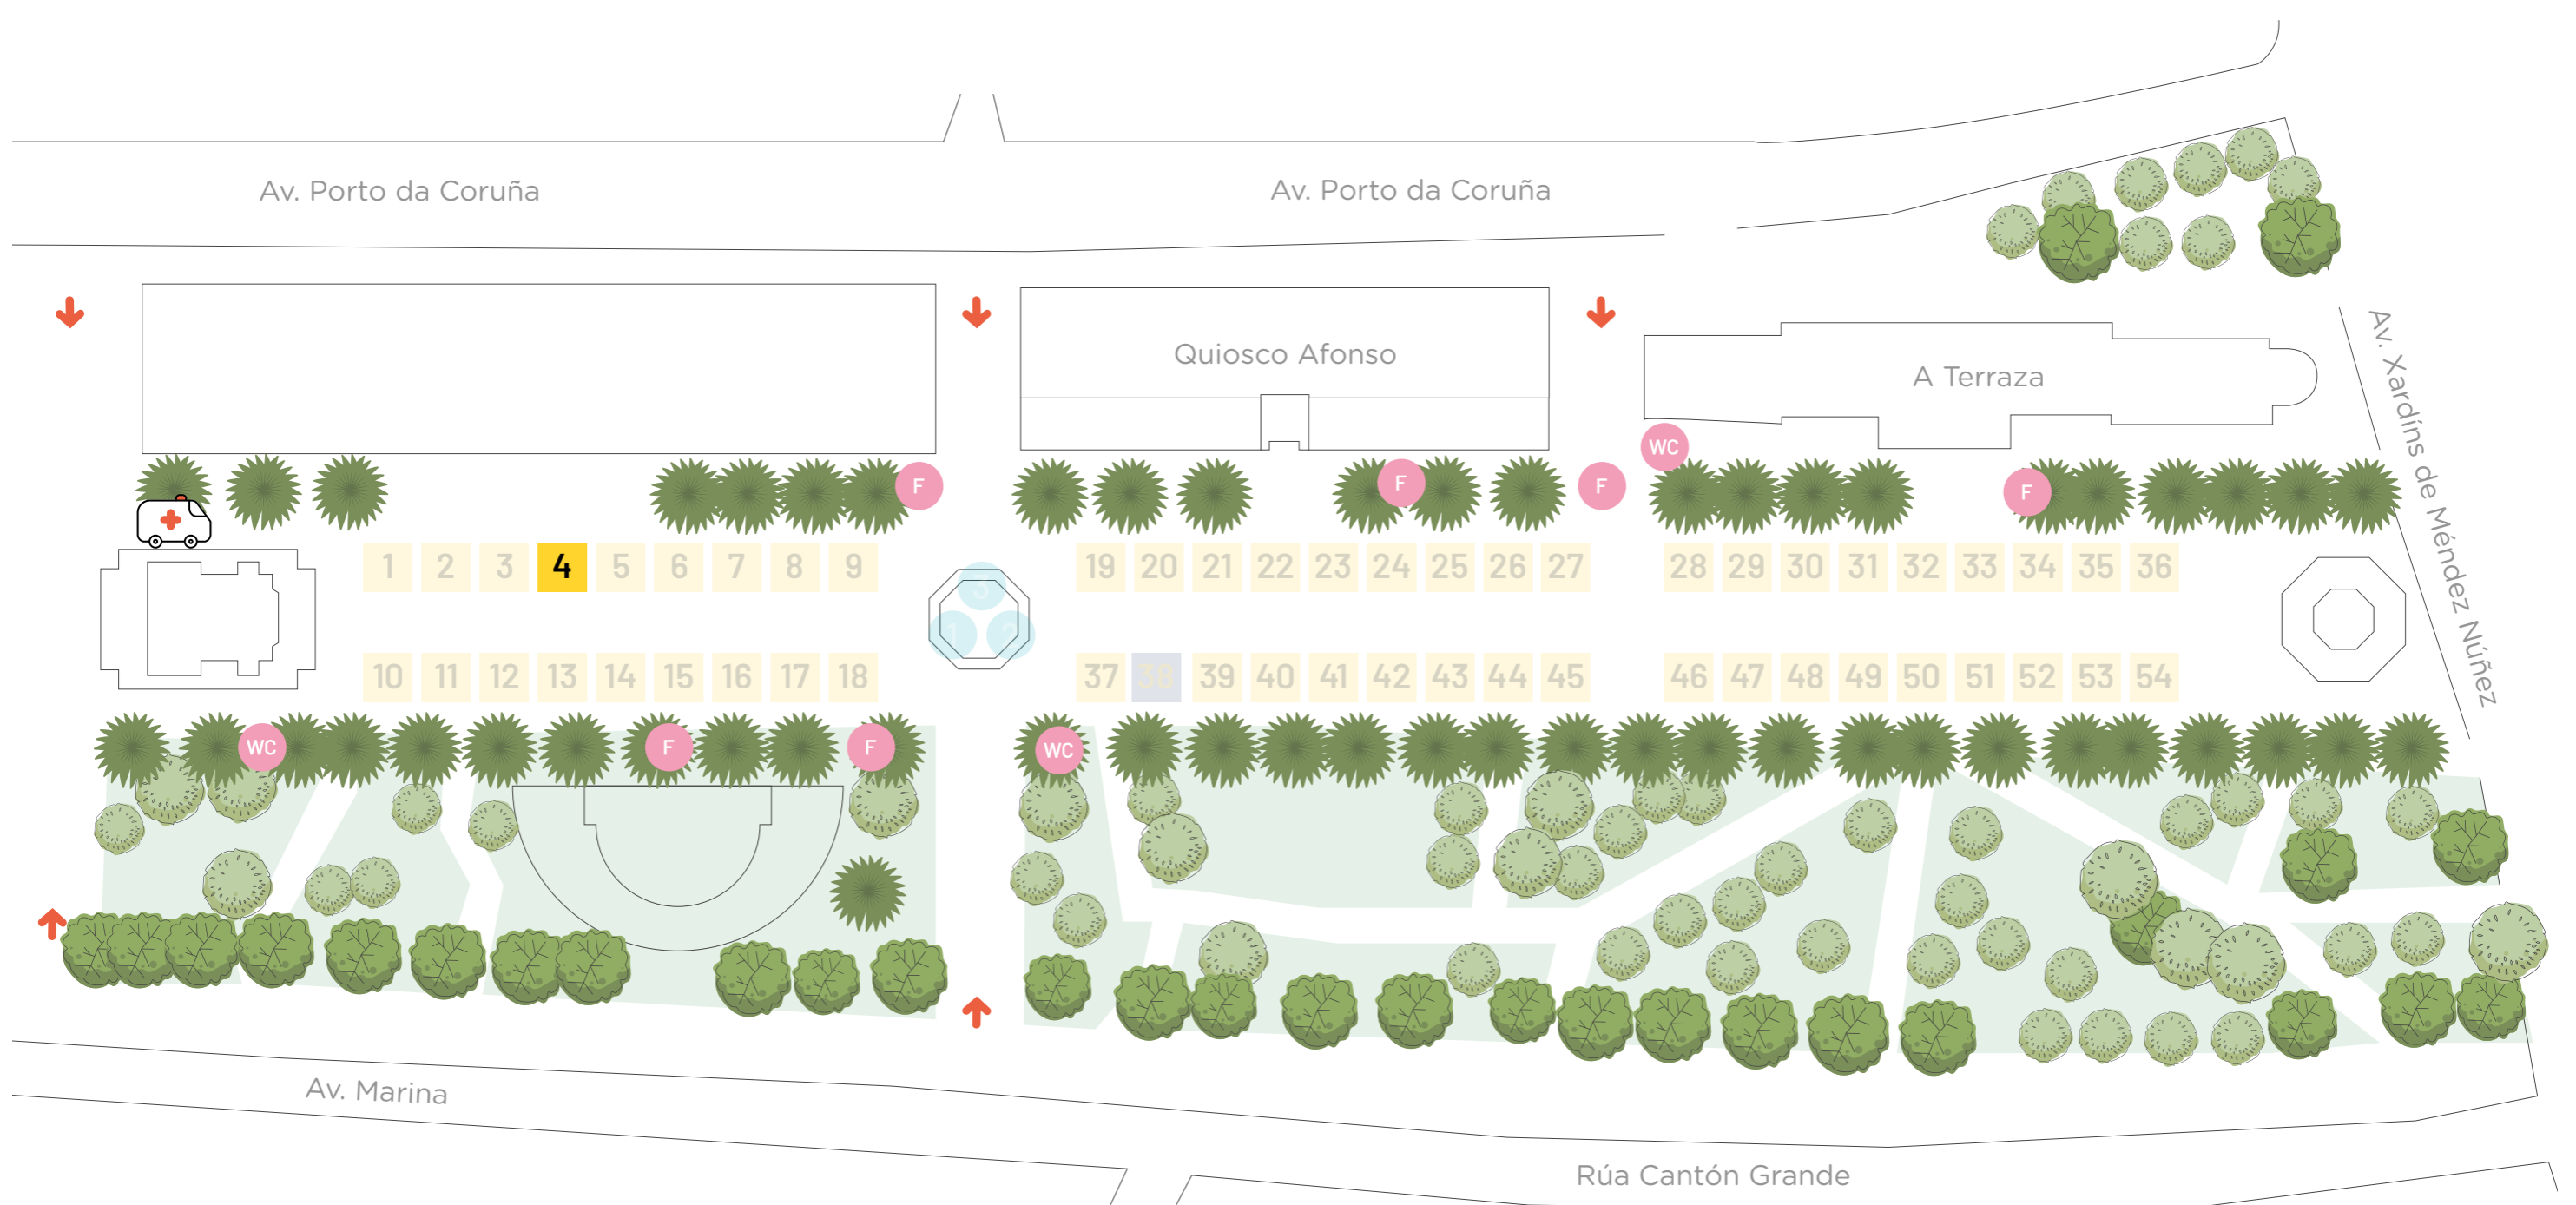 Av. Porto da Coruña
Av. Porto da Coruña
Quiosco Afonso
A Terraza
Av. Xardíns de Méndez Núñez
WC
F
F
F
F
1 2 3 4 5 6 7 8 9
19 20 21 22 23 24 25 26 27
28 29 30 31 32 33 34 35 36
3
1 2
10 11 12 13 14 15 16 17 18
37 38 39 40 41 42 43 44 45
46 47 48 49 50 51 52 53 54
WC
F
F
WC
Av. Marina
Rúa Cantón Grande